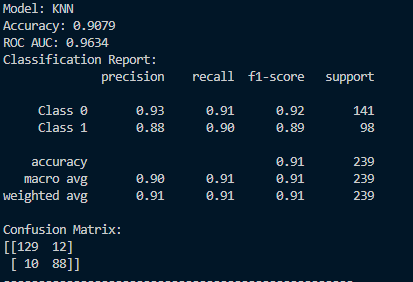 Model: KNN
Accuracy: 0.9079
ROC AUC: 0.9634
Classification Report:
              precision    recall  f1-score   support

     Class 0       0.93      0.91      0.92       141
     Class 1       0.88      0.90      0.89        98

    accuracy                           0.91       239
   macro avg       0.90      0.91      0.91       239
weighted avg       0.91      0.91      0.91       239

Confusion Matrix:
[[129  12]
 [ 10  88]]
--------------------------------------------------